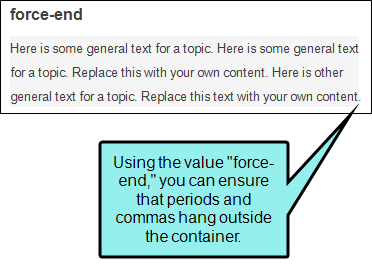 force-end
Here is some general text for a topic. Here is some general text
for a topic. Replace this with your own content. Here is other
general text for a topic. Replace this text with your own content.
Using the value "force-
end," you can ensure
that periods and
commas hang outside
the container.